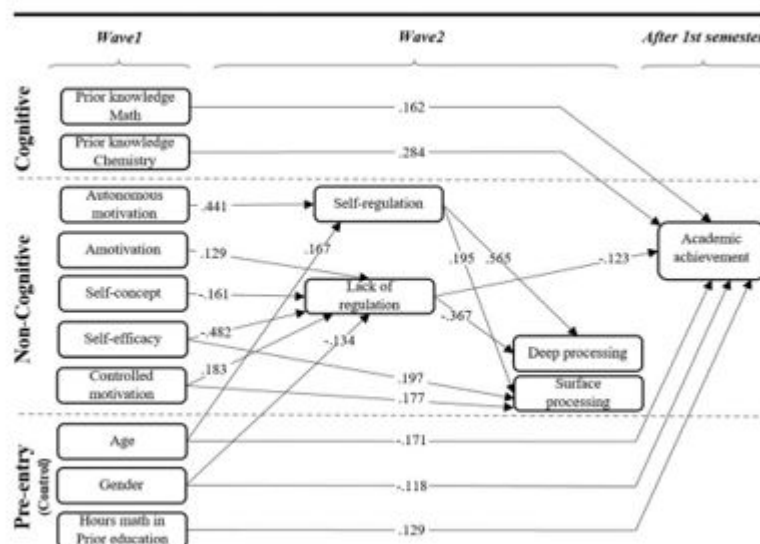 Wave1 Wave2 After 1st semester
Cognitive
Prior knowledge
Math
.162
Prior knowledge
Chemistry
.284
Non-Cognitive
Autonomous
motivation
.441
Self-regulation
Amotivation
.129
.167
.195 .565
-.123
Academic
achievement
Self-concept
-.161
Lack of
regulation
-.367
Self-efficacy
-.482
-.134
Deep processing
Controlled
motivation
.183
.197
.177
Surface
processing
Pre-entry
(Control)
Age
-.171
Gender
-.118
Hours math in
Prior education
.129